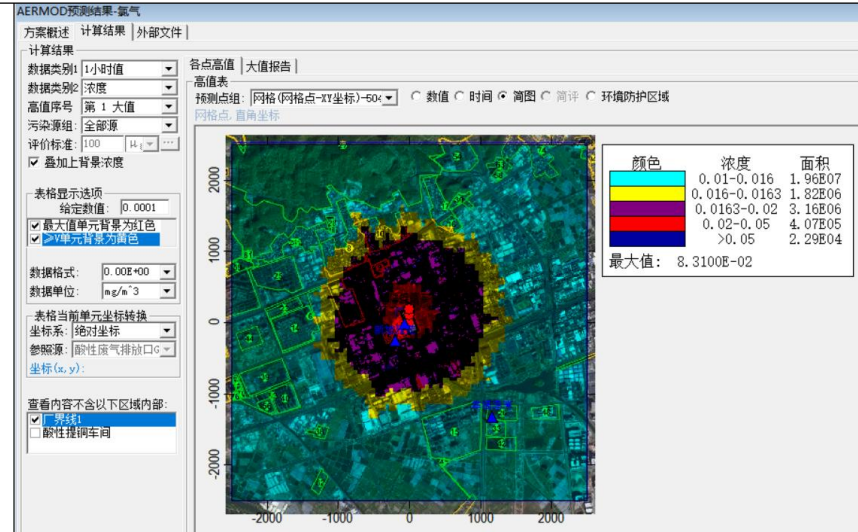 AERMOD预测结果-氯气
方案概述 计算结果 外部文件
计算结果
数据类别1 1小时值
数据类别2 浓度
高值序号 第 1 大值
污染源组: 全部源
评价标准: 100 μ ...
叠加上背景浓度
表格显示选项
给定数值: 0.0001
最大值单元背景为红色
>V单元背景为黄色
数据格式: 0.00E+00
数据单位: mg/m^3
表格当前单元坐标转换
坐标系: 绝对坐标
参照源: 酸性废气排放口G
坐标(x,y):
查看内容不含以下区域内部:
厂界线1
酸性提铜车间
各点高值 大值报告
高值表
预测点组: 网格(网格点-XY坐标)-504 数值 时间 简图 简评 环境防护区域
网格点,直角坐标
2000
1000
0
-1000
-2000
-2000 -1000 0 1000 2000
颜色 浓度 面积
0.01-0.016 1.96E07
0.016-0.0163 1.82E06
0.0163-0.02 3.16E06
0.02-0.05 4.07E05
>0.05 2.29E04
最大值: 8.3100E-02